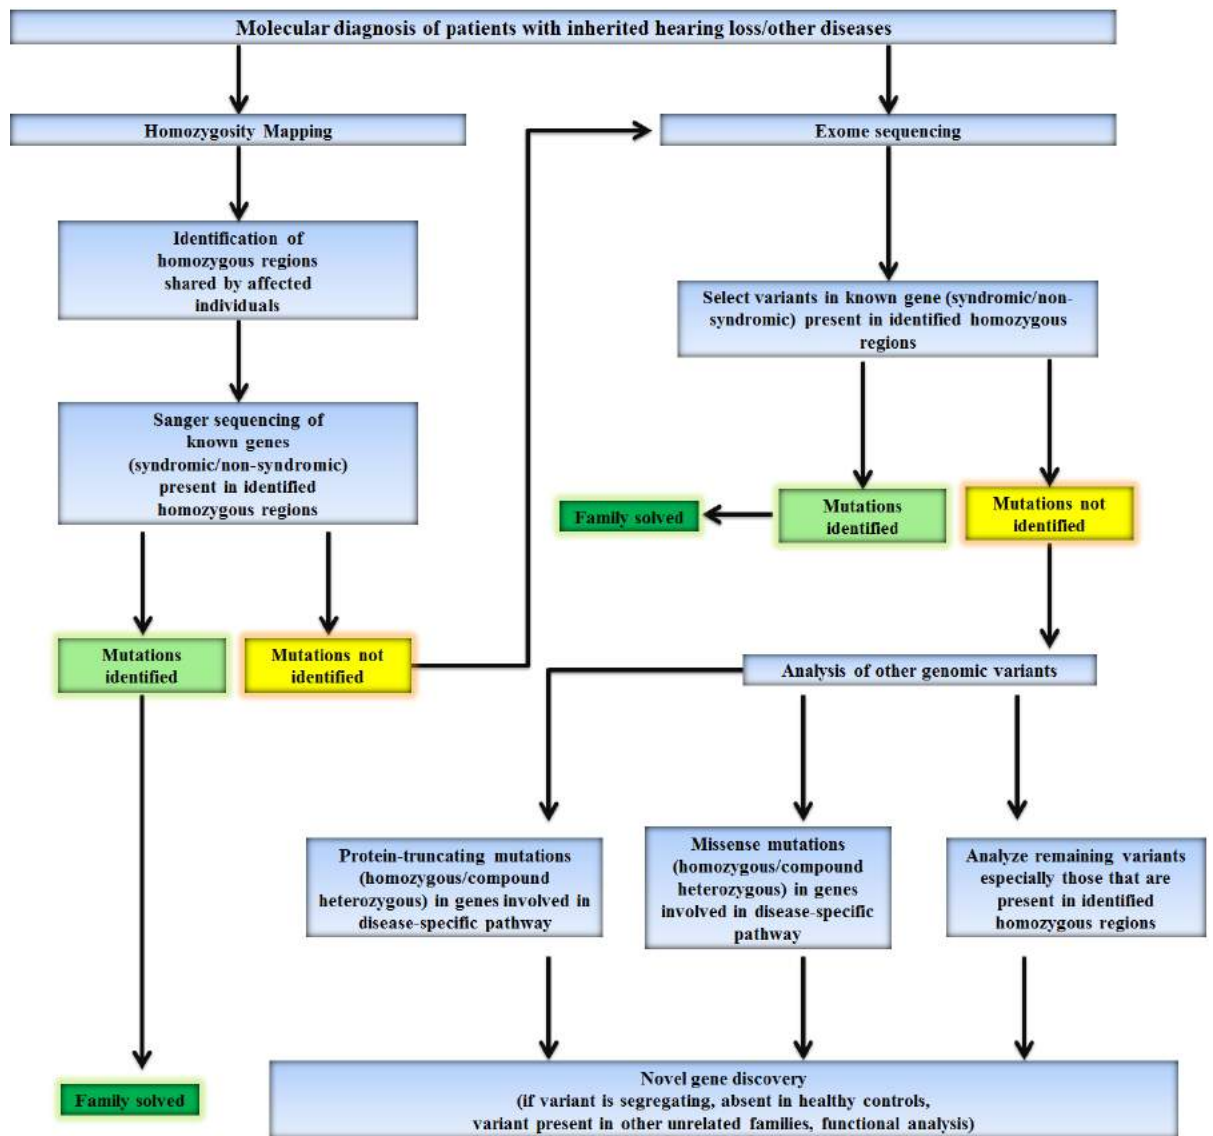 Molecular diagnosis of patients with inherited hearing loss/other diseases
Homozygosity Mapping
Exome sequencing
Identification of
homozygous regions
shared by affected
individuals
Select variants in known gene (syndromic/non-
syndromic) present in identified homozygous
regions
Sanger sequencing of
known genes
(syndromic/non-syndromic)
present in identified
homozygous regions
Family solved
Mutations
identified
Mutations not
identified
Mutations
identified
Mutations not
identified
Analysis of other genomic variants
Protein-truncating mutations
(homozygous/compound
heterozygous) in genes involved in
disease-specific pathway
Missense mutations
(homozygous/compound
heterozygous) in genes
involved in disease-specific
pathway
Analyze remaining variants
especially those that are
present in identified
homozygous regions
Family solved
Novel gene discovery
(if variant is segregating, absent in healthy controls,
variant present in other unrelated families, functional analysis)